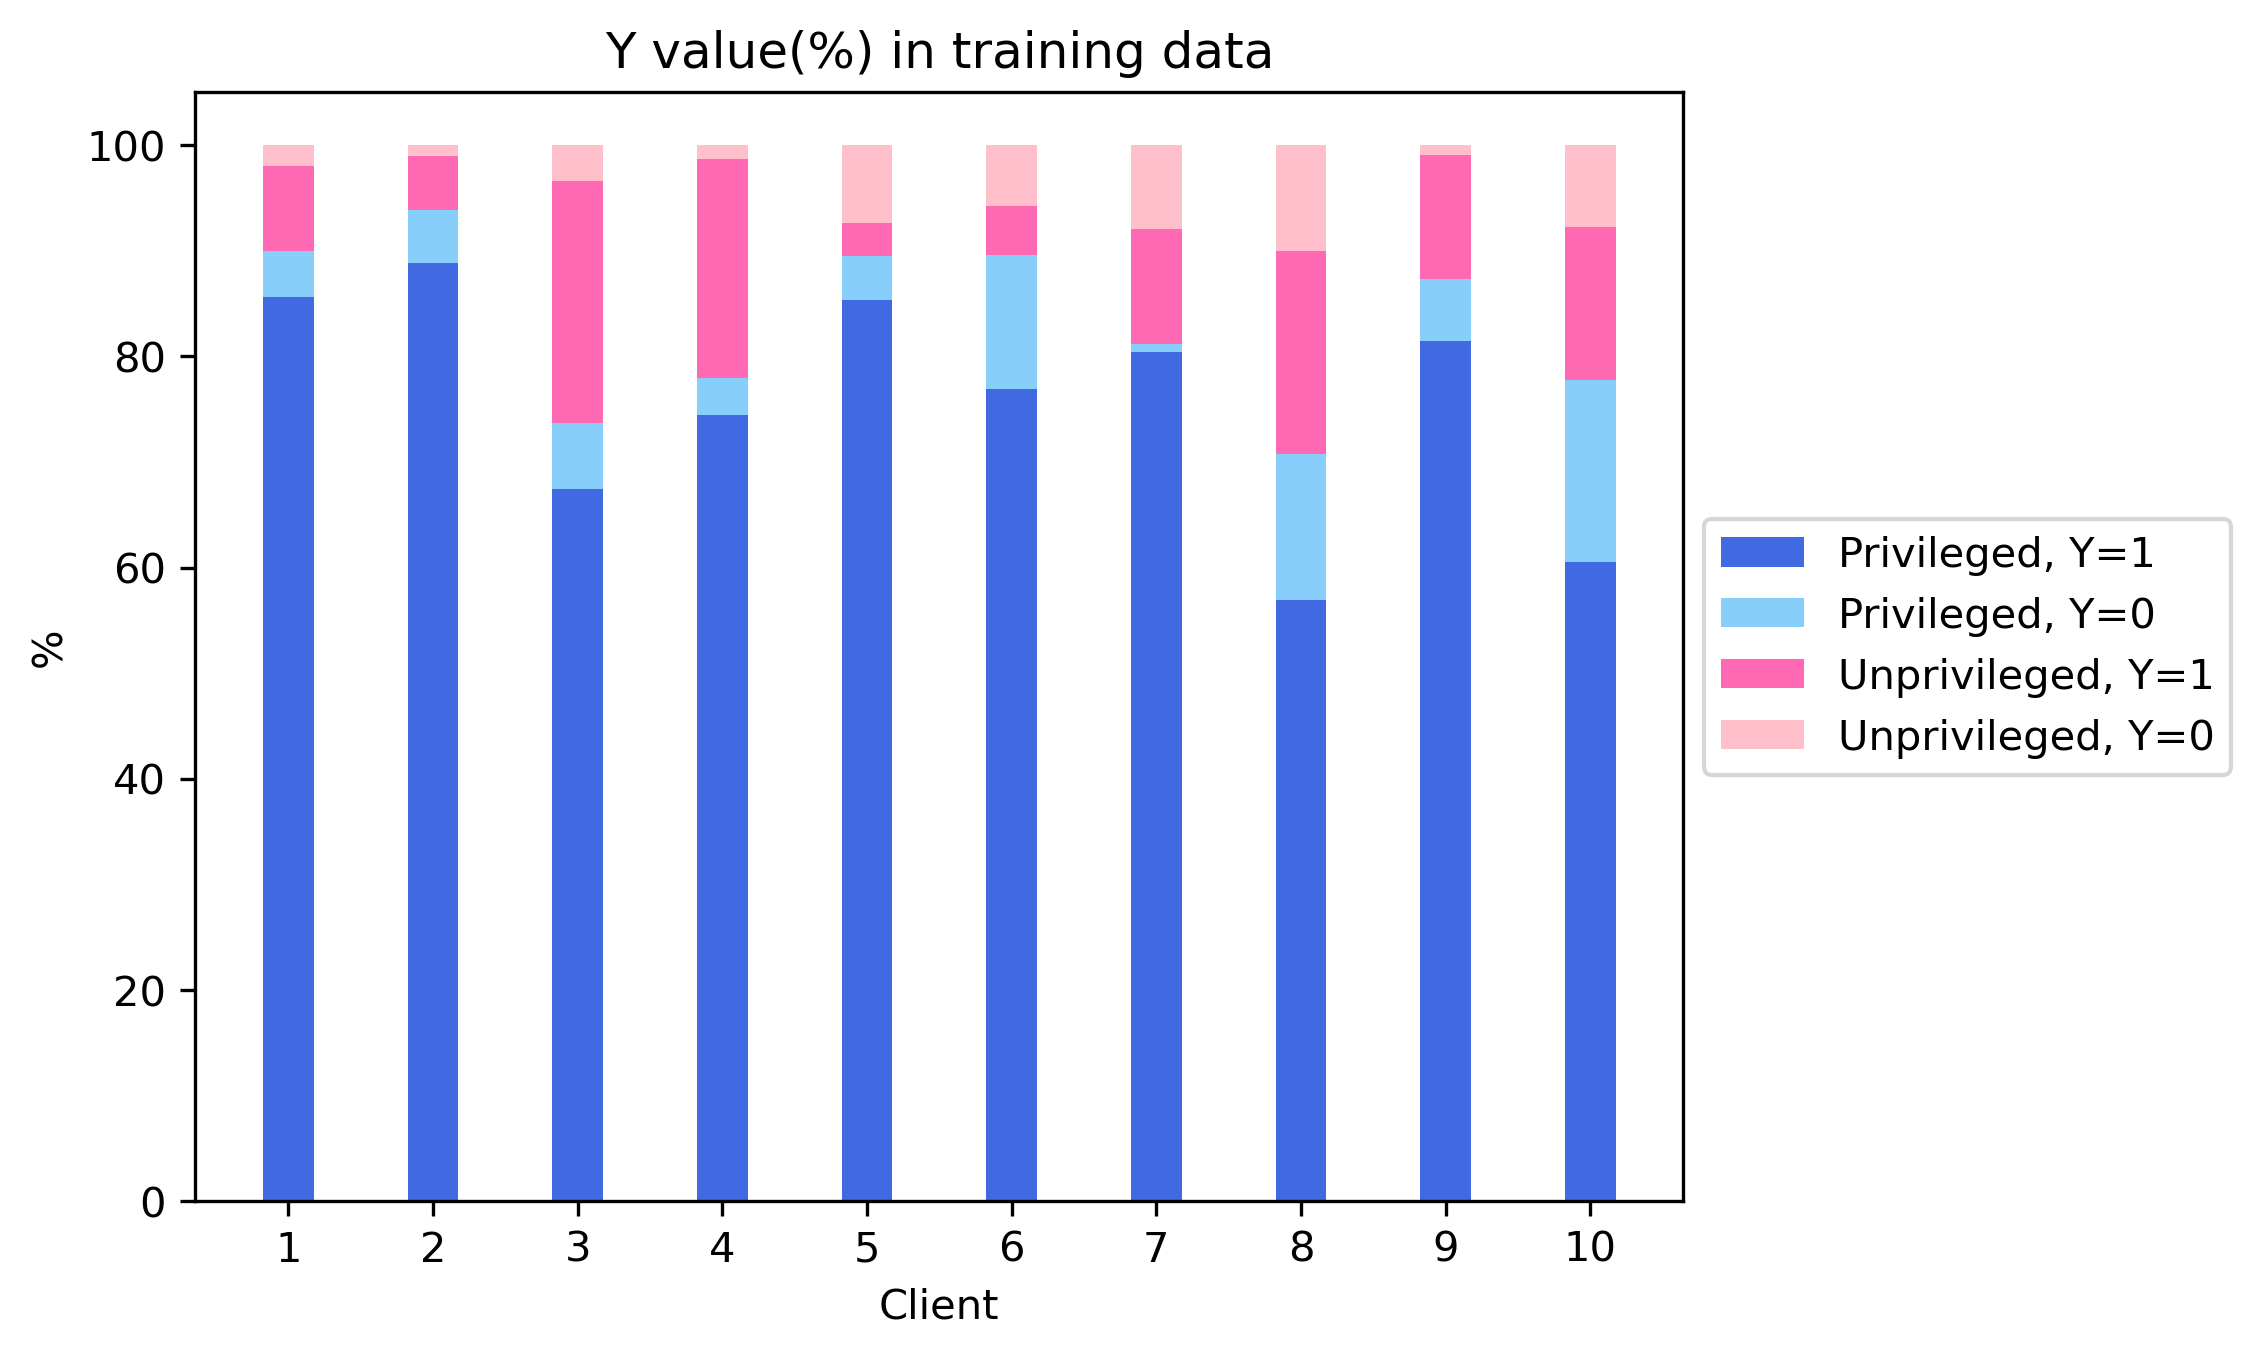 Y value(%) in training data
100
80
60
40
20
0
%
1 2 3 4 5 6 7 8 9 10
Client
Privileged, Y=1
Privileged, Y=0
Unprivileged, Y=1
Unprivileged, Y=0